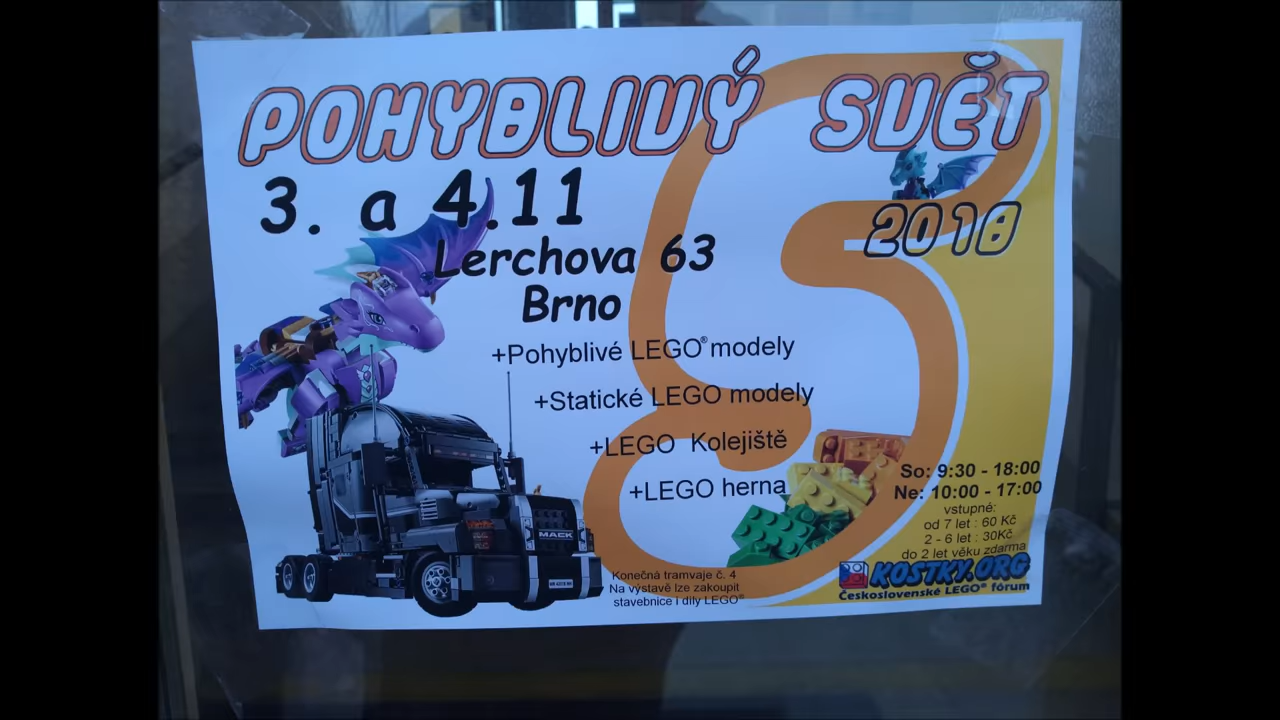 POHYBLIVÝ SVĚT
2018
3. a 4.11
Lerchova 63
Brno
+Pohyblivé LEGO® modely
+Statické LEGO modely
+LEGO Kolejiště
+LEGO herna
So: 9:30 - 18:00
Ne: 10:00 - 17:00
vstupné:
od 7 let : 60 Kč
2 - 6 let : 30Kč
do 2 let věku zdarma
MACK
Konečná tramvaje č. 4
Na výstavě lze zakoupit
stavebnice i díly LEGO®
KOSTKY.ORG
Československé LEGO® fórum